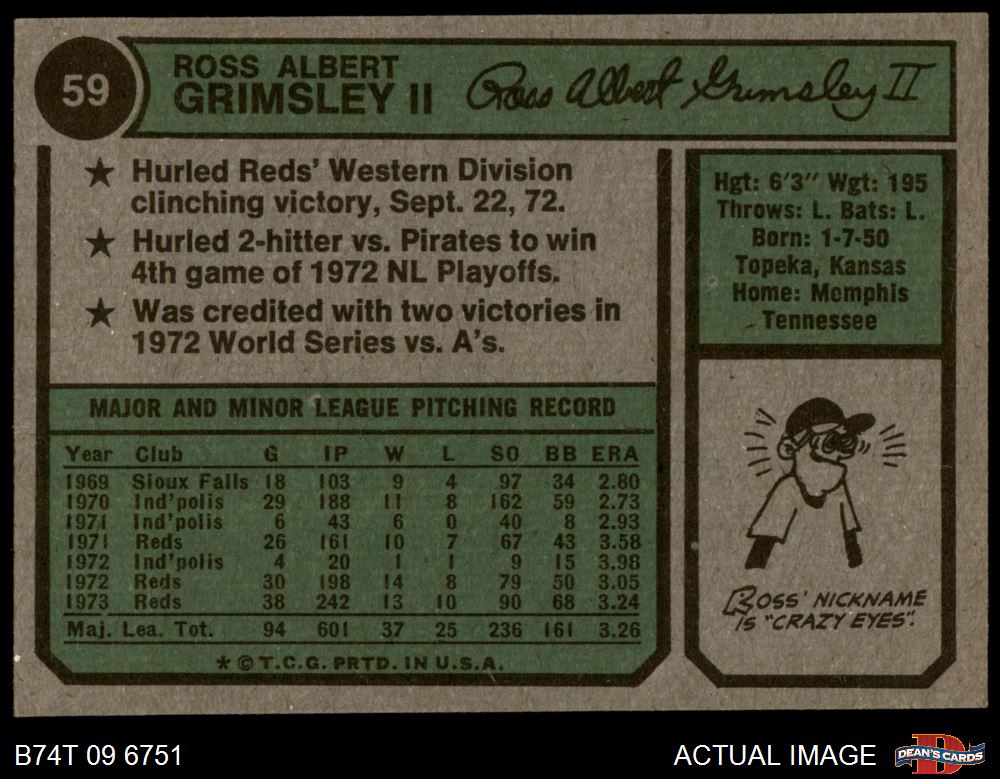 59
ROSS ALBERT
GRIMSLEY II
Ross Albert Grimsley II
★ Hurled Reds' Western Division
clinching victory, Sept. 22, 72.
★ Hurled 2-hitter vs. Pirates to win
4th game of 1972 NL Playoffs.
★ Was credited with two victories in
1972 World Series vs. A's.
Hgt: 6'3" Wgt: 195
Throws: L. Bats: L.
Born: 1-7-50
Topeka, Kansas
Home: Memphis
Tennessee
MAJOR AND MINOR LEAGUE PITCHING RECORD
Year Club G IP W L SO BB ERA
1969 Sioux Falls 18 103 9 4 97 34 2.80
1970 Ind'polis 29 188 11 8 162 59 2.73
1971 Ind'polis 6 43 6 0 40 8 2.93
1971 Reds 26 161 10 7 67 43 3.58
1972 Ind'polis 4 20 1 1 9 15 3.98
1972 Reds 30 198 14 8 79 50 3.05
1973 Reds 38 242 13 10 90 68 3.24
Maj. Lea. Tot. 94 601 37 25 236 161 3.26
★ © T.C.G. PRTD. IN U.S.A.
ROSS' NICKNAME
IS "CRAZY EYES".
B74T 09 6751
ACTUAL IMAGE
DEAN'S CARDS